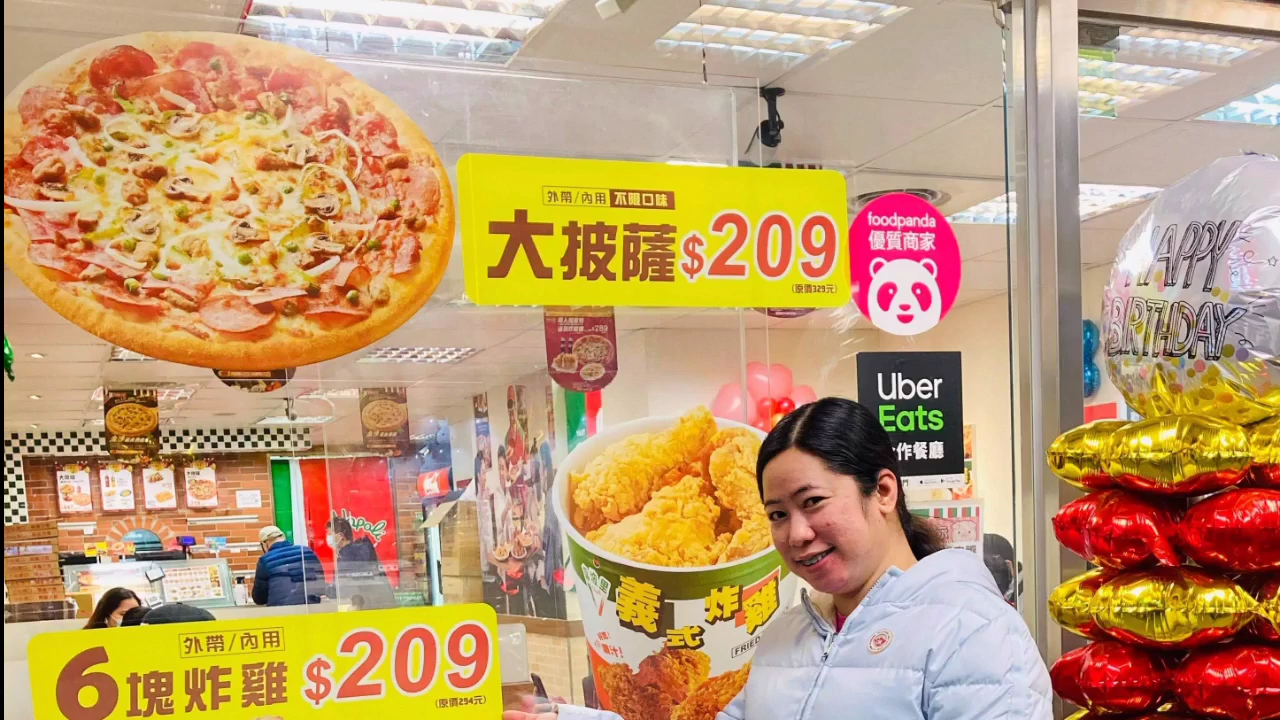 外帶/內用 不限口味
大披薩$209
(原價329元)
foodpanda
優質商家
Uber
Eats
作餐廳
HAPPY
BIRTHDAY
Napoli
義式炸雞
FRIED
外帶/內用
6塊炸雞$209
(原價294元)